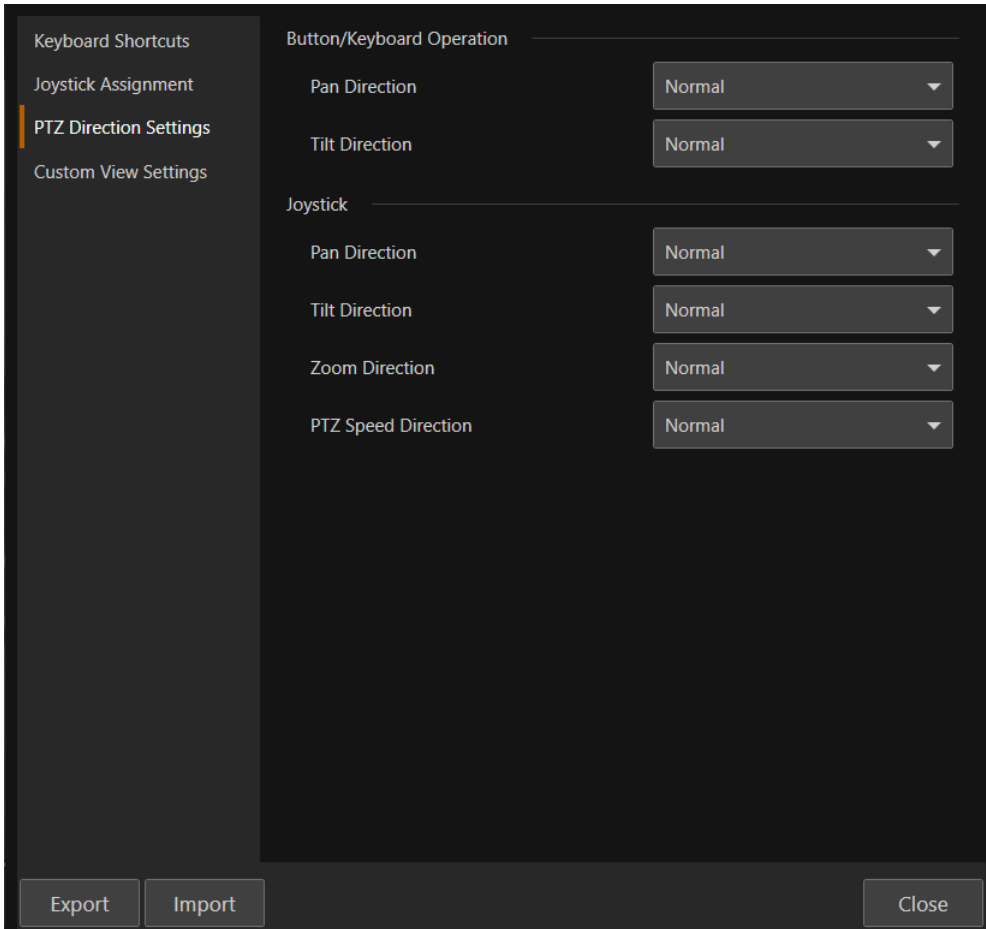 Keyboard Shortcuts
Joystick Assignment
PTZ Direction Settings
Custom View Settings
Button/Keyboard Operation
Pan Direction Normal
Tilt Direction Normal
Joystick
Pan Direction Normal
Tilt Direction Normal
Zoom Direction Normal
PTZ Speed Direction Normal
Export Import Close